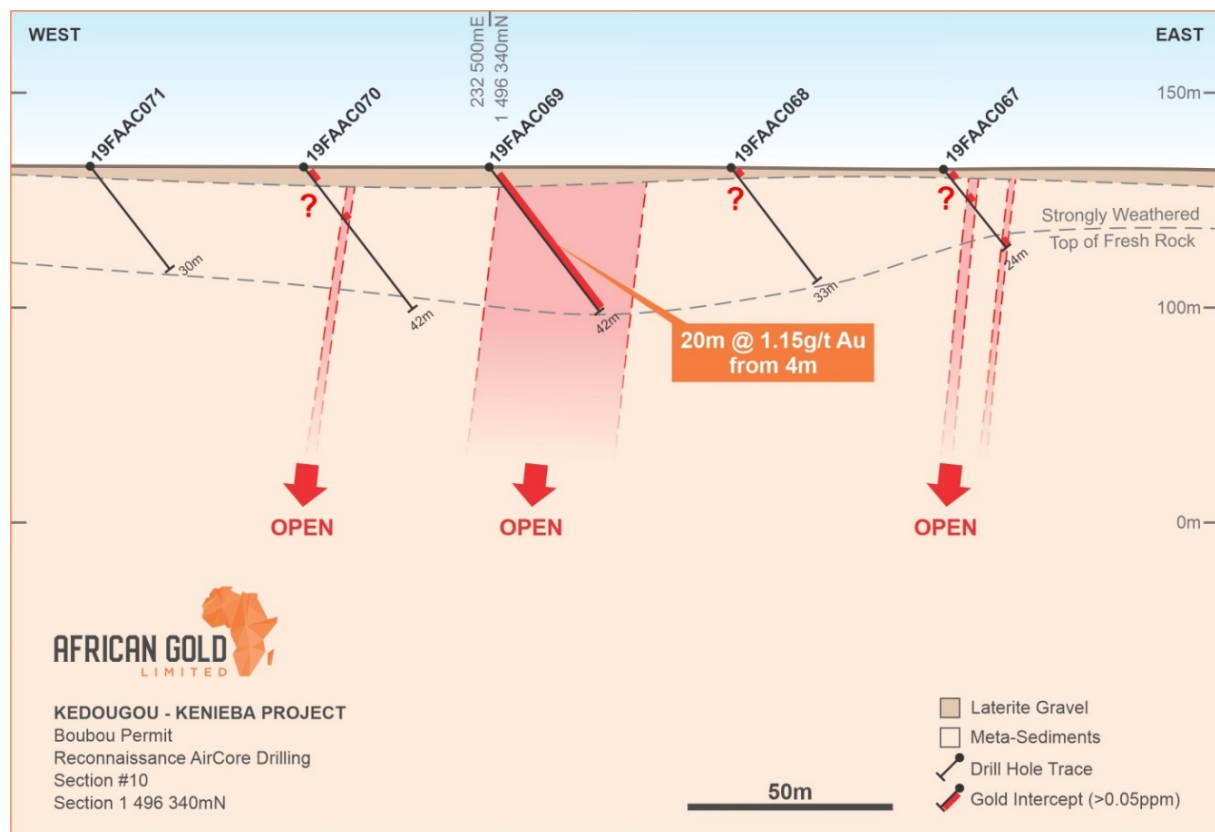 WEST
232 500mE
1 496 340mN
EAST
150m
19FAAC071
19FAAC070
19FAAC069
19FAAC068
19FAAC067
?
?
?
Strongly Weathered
Top of Fresh Rock
30m
42m
42m
33m
24m
100m
20m @ 1.15g/t Au
from 4m
OPEN
OPEN
OPEN
0m
AFRICAN GOLD
LIMITED
KEDOUGOU - KENIEBA PROJECT
Boubou Permit
Reconnaissance AirCore Drilling
Section #10
Section 1 496 340mN
50m
Laterite Gravel
Meta-Sediments
Drill Hole Trace
Gold Intercept (>0.05ppm)